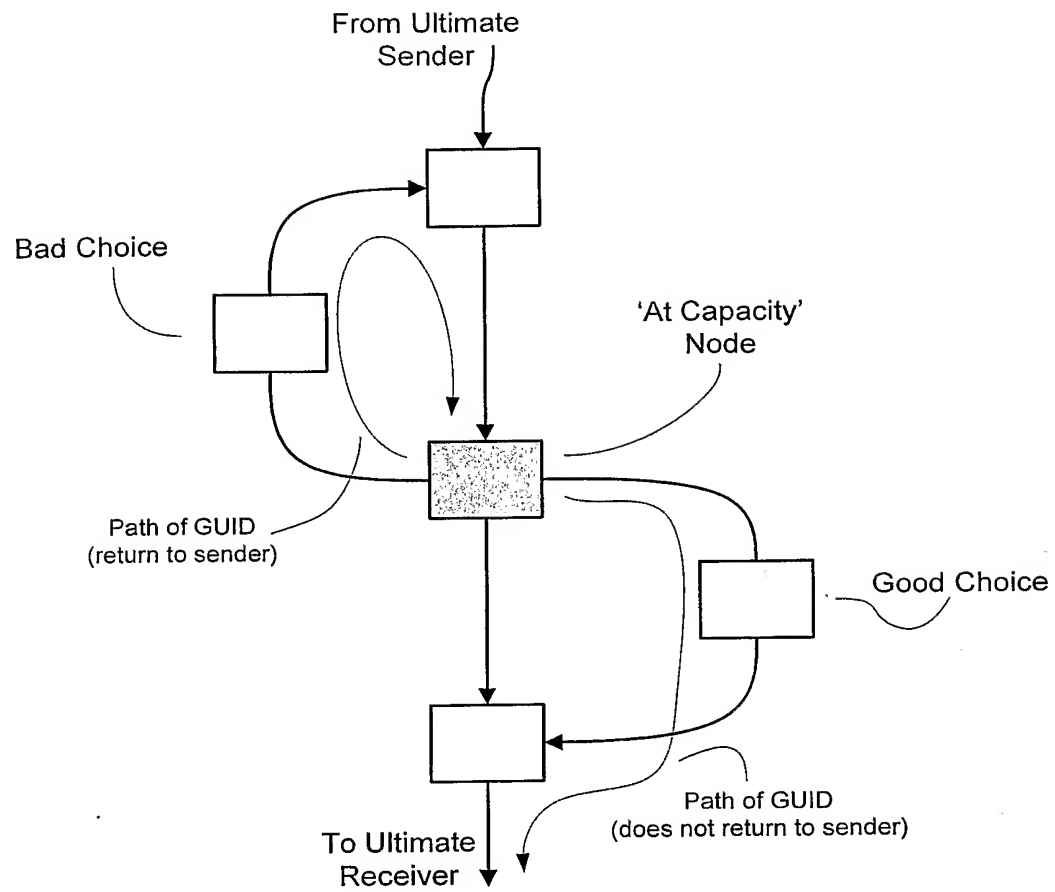 From Ultimate
Sender
Bad Choice
'At Capacity'
Node
Path of GUID
(return to sender)
Good Choice
Path of GUID
(does not return to sender)
To Ultimate
Receiver